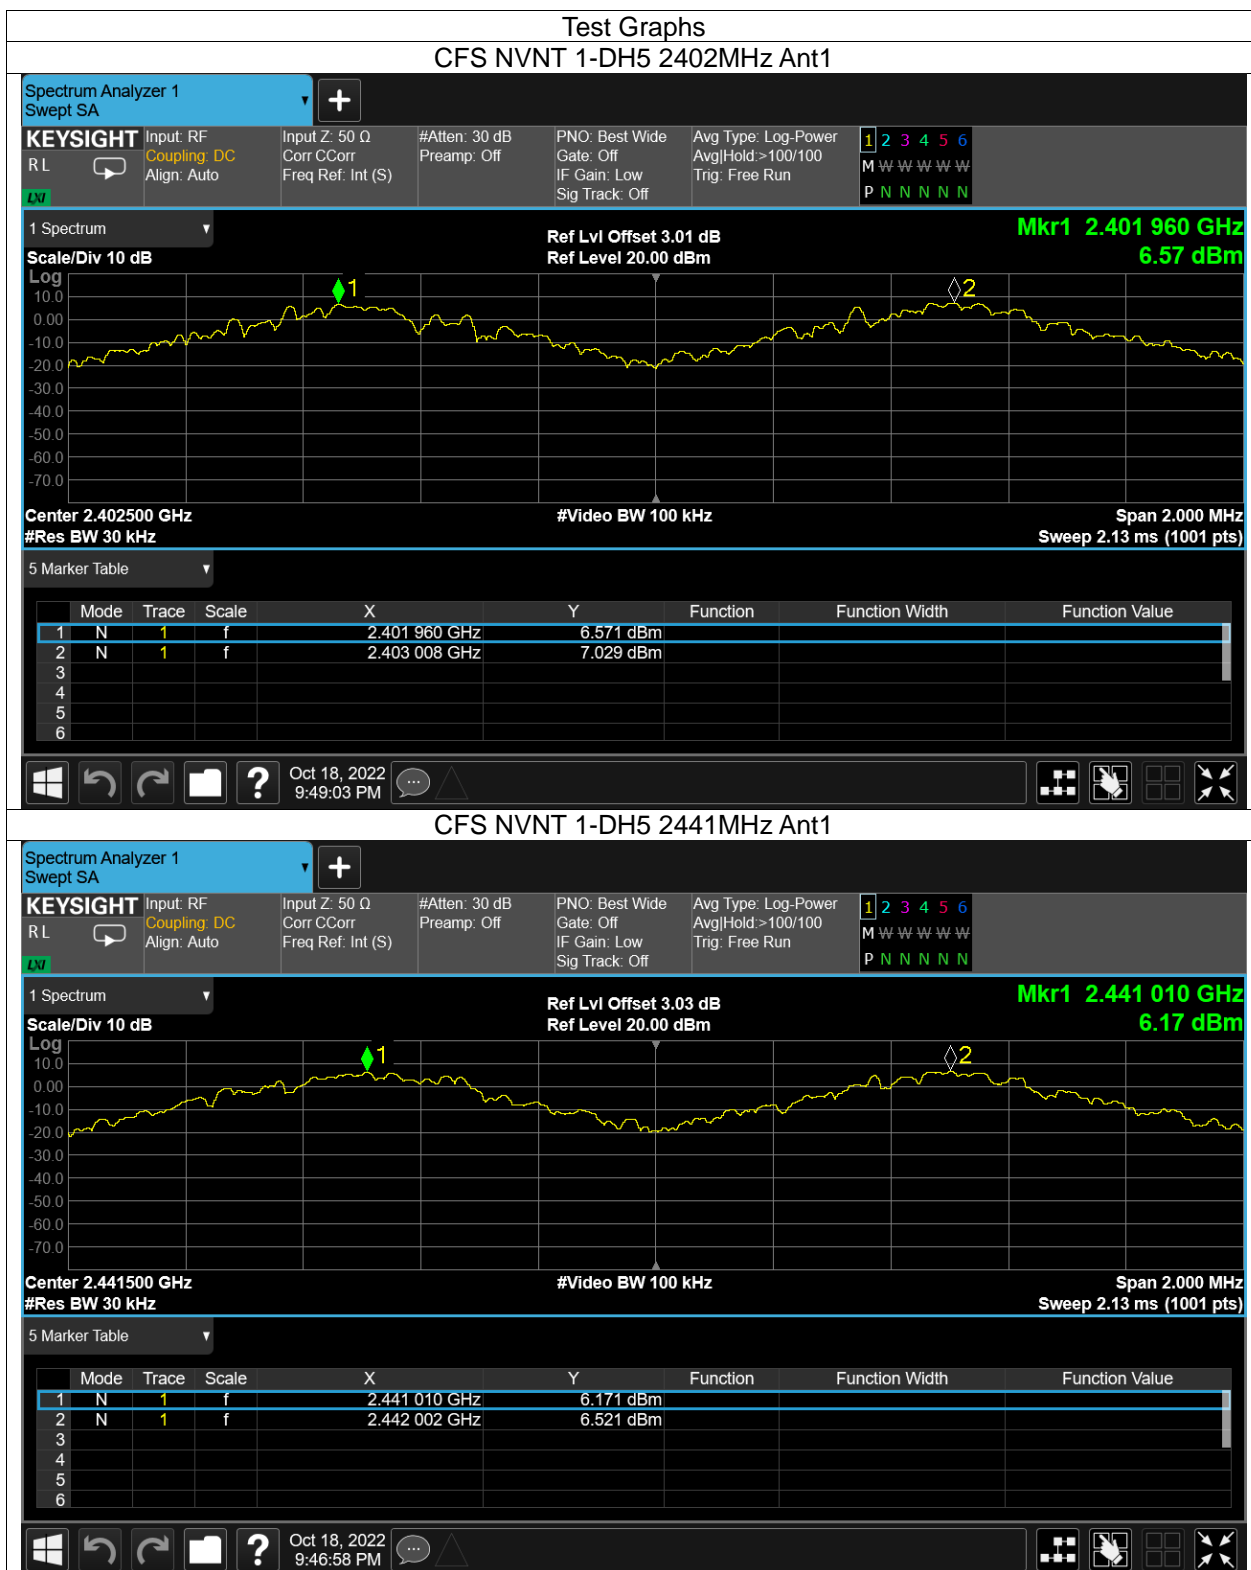 Test Graphs
CFS NVNT 1-DH5 2402MHz Ant1
Spectrum Analyzer 1
Swept SA
KEYSIGHT Input: RF Input Z: 50 Ω #Atten: 30 dB PNO: Best Wide Avg Type: Log-Power 1 2 3 4 5 6
RL Coupling: DC Corr CCorr Preamp: Off Gate: Off Avg|Hold:>100/100 M W W W W W
Align: Auto Freq Ref: Int (S) IF Gain: Low Trig: Free Run
LXI Sig Track: Off P N N N N N
1 Spectrum Ref Lvl Offset 3.01 dB Mkr1 2.401 960 GHz
Scale/Div 10 dB Ref Level 20.00 dBm 6.57 dBm
Log
1 2
10.0
0.00
-10.0
-20.0
-30.0
-40.0
-50.0
-60.0
-70.0
Center 2.402500 GHz #Video BW 100 kHz Span 2.000 MHz
#Res BW 30 kHz Sweep 2.13 ms (1001 pts)
5 Marker Table
Mode Trace Scale X Y Function Function Width Function Value
1 N 1 f 2.401 960 GHz 6.571 dBm
2 N 1 f 2.403 008 GHz 7.029 dBm
3
4
5
6
? Oct 18, 2022
9:49:03 PM
CFS NVNT 1-DH5 2441MHz Ant1
Spectrum Analyzer 1
Swept SA
KEYSIGHT Input: RF Input Z: 50 Ω #Atten: 30 dB PNO: Best Wide Avg Type: Log-Power 1 2 3 4 5 6
RL Coupling: DC Corr CCorr Preamp: Off Gate: Off Avg|Hold:>100/100 M W W W W W
Align: Auto Freq Ref: Int (S) IF Gain: Low Trig: Free Run
LXI Sig Track: Off P N N N N N
1 Spectrum Ref Lvl Offset 3.03 dB Mkr1 2.441 010 GHz
Scale/Div 10 dB Ref Level 20.00 dBm 6.17 dBm
Log
1 2
10.0
0.00
-10.0
-20.0
-30.0
-40.0
-50.0
-60.0
-70.0
Center 2.441500 GHz #Video BW 100 kHz Span 2.000 MHz
#Res BW 30 kHz Sweep 2.13 ms (1001 pts)
5 Marker Table
Mode Trace Scale X Y Function Function Width Function Value
1 N 1 f 2.441 010 GHz 6.171 dBm
2 N 1 f 2.442 002 GHz 6.521 dBm
3
4
5
6
? Oct 18, 2022
9:46:58 PM